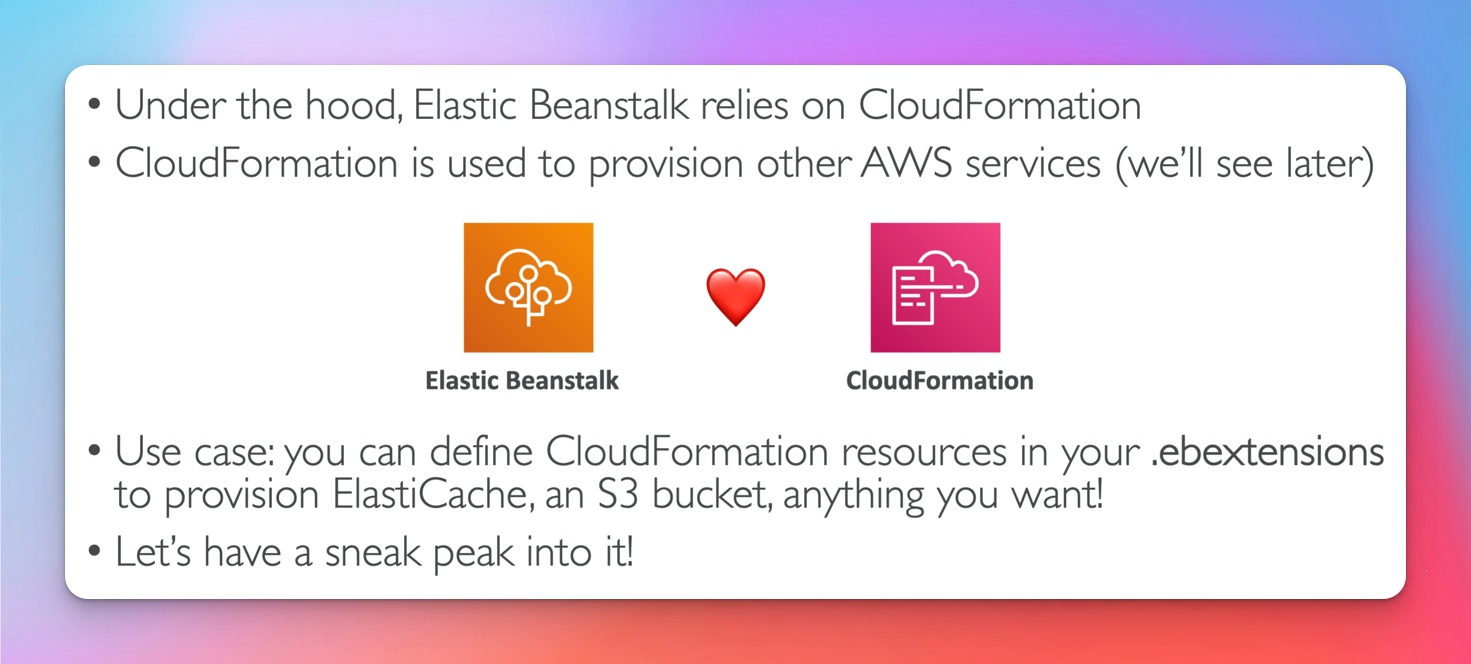 • Under the hood, Elastic Beanstalk relies on CloudFormation
• CloudFormation is used to provision other AWS services (we’ll see later)
Elastic Beanstalk
CloudFormation
• Use case: you can define CloudFormation resources in your .ebextensions
to provision ElastiCache, an S3 bucket, anything you want!
• Let’s have a sneak peak into it!